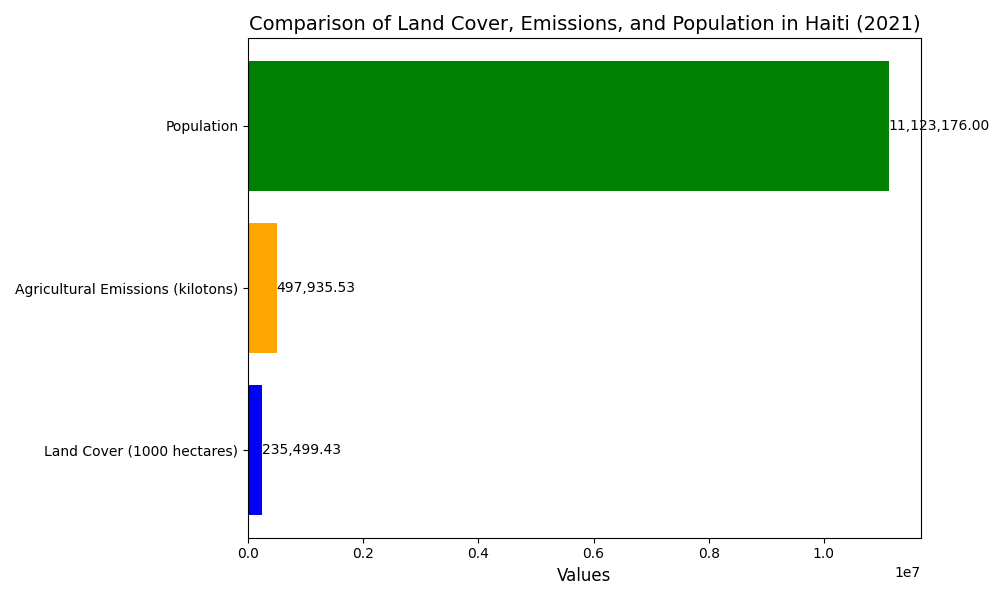 Comparison of Land Cover, Emissions, and Population in Haiti (2021)
Population
11,123,176.00
Agricultural Emissions (kilotons)
497,935.53
Land Cover (1000 hectares)
235,499.43
0.0 0.2 0.4 0.6 0.8 1.0
1e7
Values